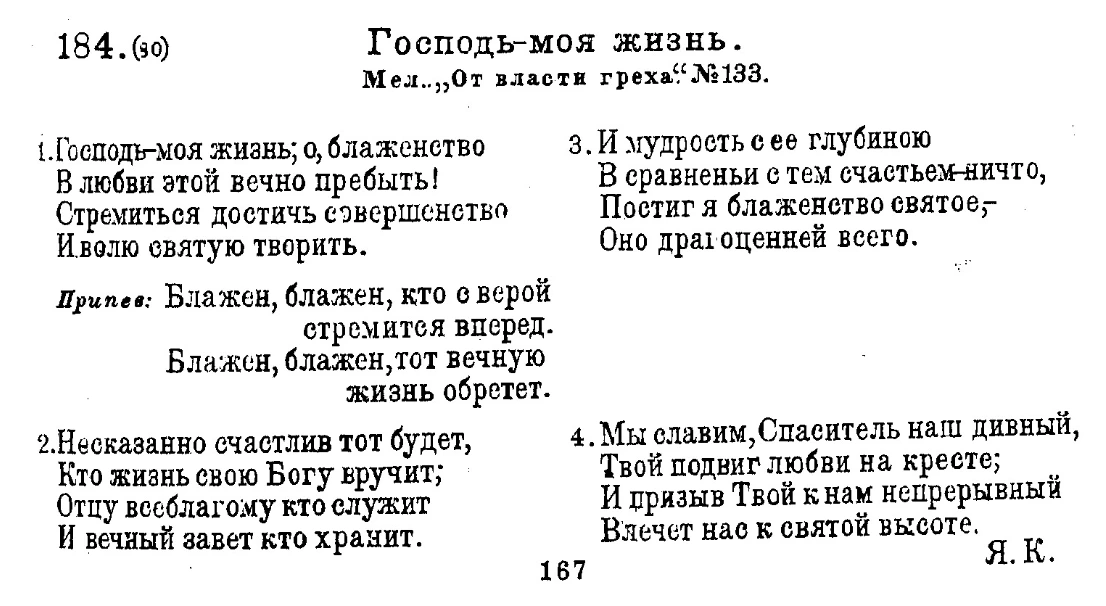 184.(90)
Господь-моя жизнь.
Мел..„От власти греха“.№133.
1.Господь-моя жизнь; о, блаженство
В любви этой вечно пребыть!
Стремиться достичь совершенство
И волю святую творить.
Припев: Блажен, блажен, кто с верой
стремится вперед.
Блажен, блажен,тот вечную
жизнь обретет.
2.Несказанно счастлив тот будет,
Кто жизнь свою Богу вручит;
Отцу всеблагому кто служит
И вечный завет кто хранит.
3. И мудрость с ее глубиною
В сравненьи с тем счастьем-ничто,
Постиг я блаженство святое,-
Оно драгоценней всего.
4. Мы славим, Спаситель наш дивный,
Твой подвиг любви на кресте;
И призыв Твой к нам непрерывный
Влечет нас к святой высоте.
Я. К.
167